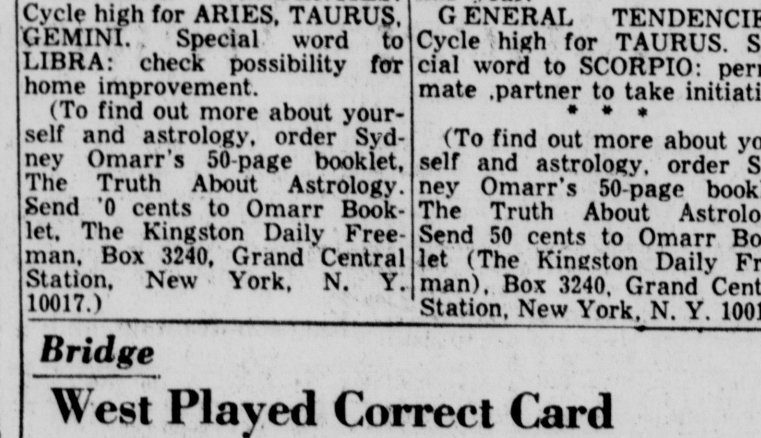 Cycle high for ARIES, TAURUS,
GEMINI. Special word to
LIBRA: check possibility for
home improvement.
(To find out more about your-
self and astrology, order Syd-
ney Omarr's 50-page booklet,
The Truth About Astrology.
Send '0 cents to Omarr Book-
let, The Kingston Daily Free-
man, Box 3240, Grand Central
Station, New York, N. Y.
10017.)
GENERAL TENDENCIE
Cycle high for TAURUS. S
cial word to SCORPIO: per
mate partner to take initiati
* * *
(To find out more about yo
self and astrology, order S
ney Omarr's 50-page book
The Truth About Astrolo
Send 50 cents to Omarr Bo
let (The Kingston Daily Fr
man), Box 3240, Grand Cent
Station, New York, N. Y. 1001
Bridge
West Played Correct Card